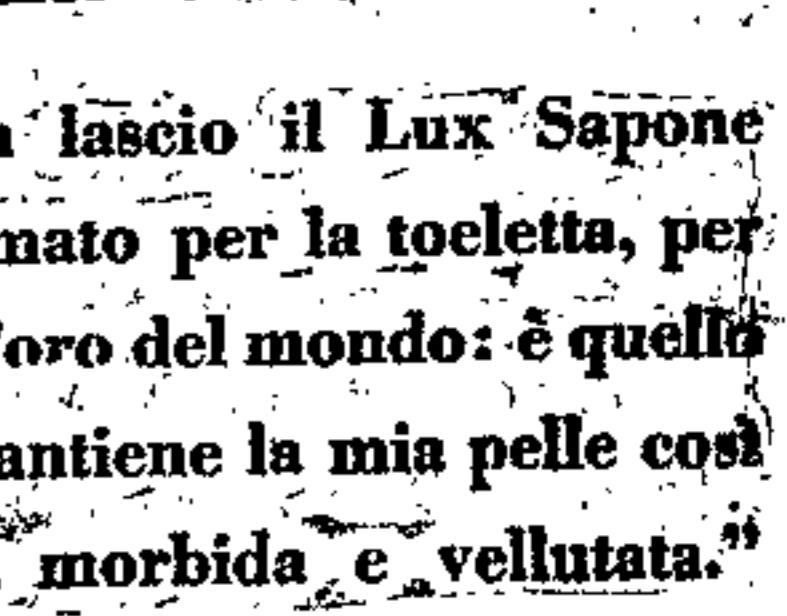 lascio il Lux Sapone
mato per la toeletta, per
'oro del mondo: è quello
antiene la mia pelle così
morbida e vellutata.”